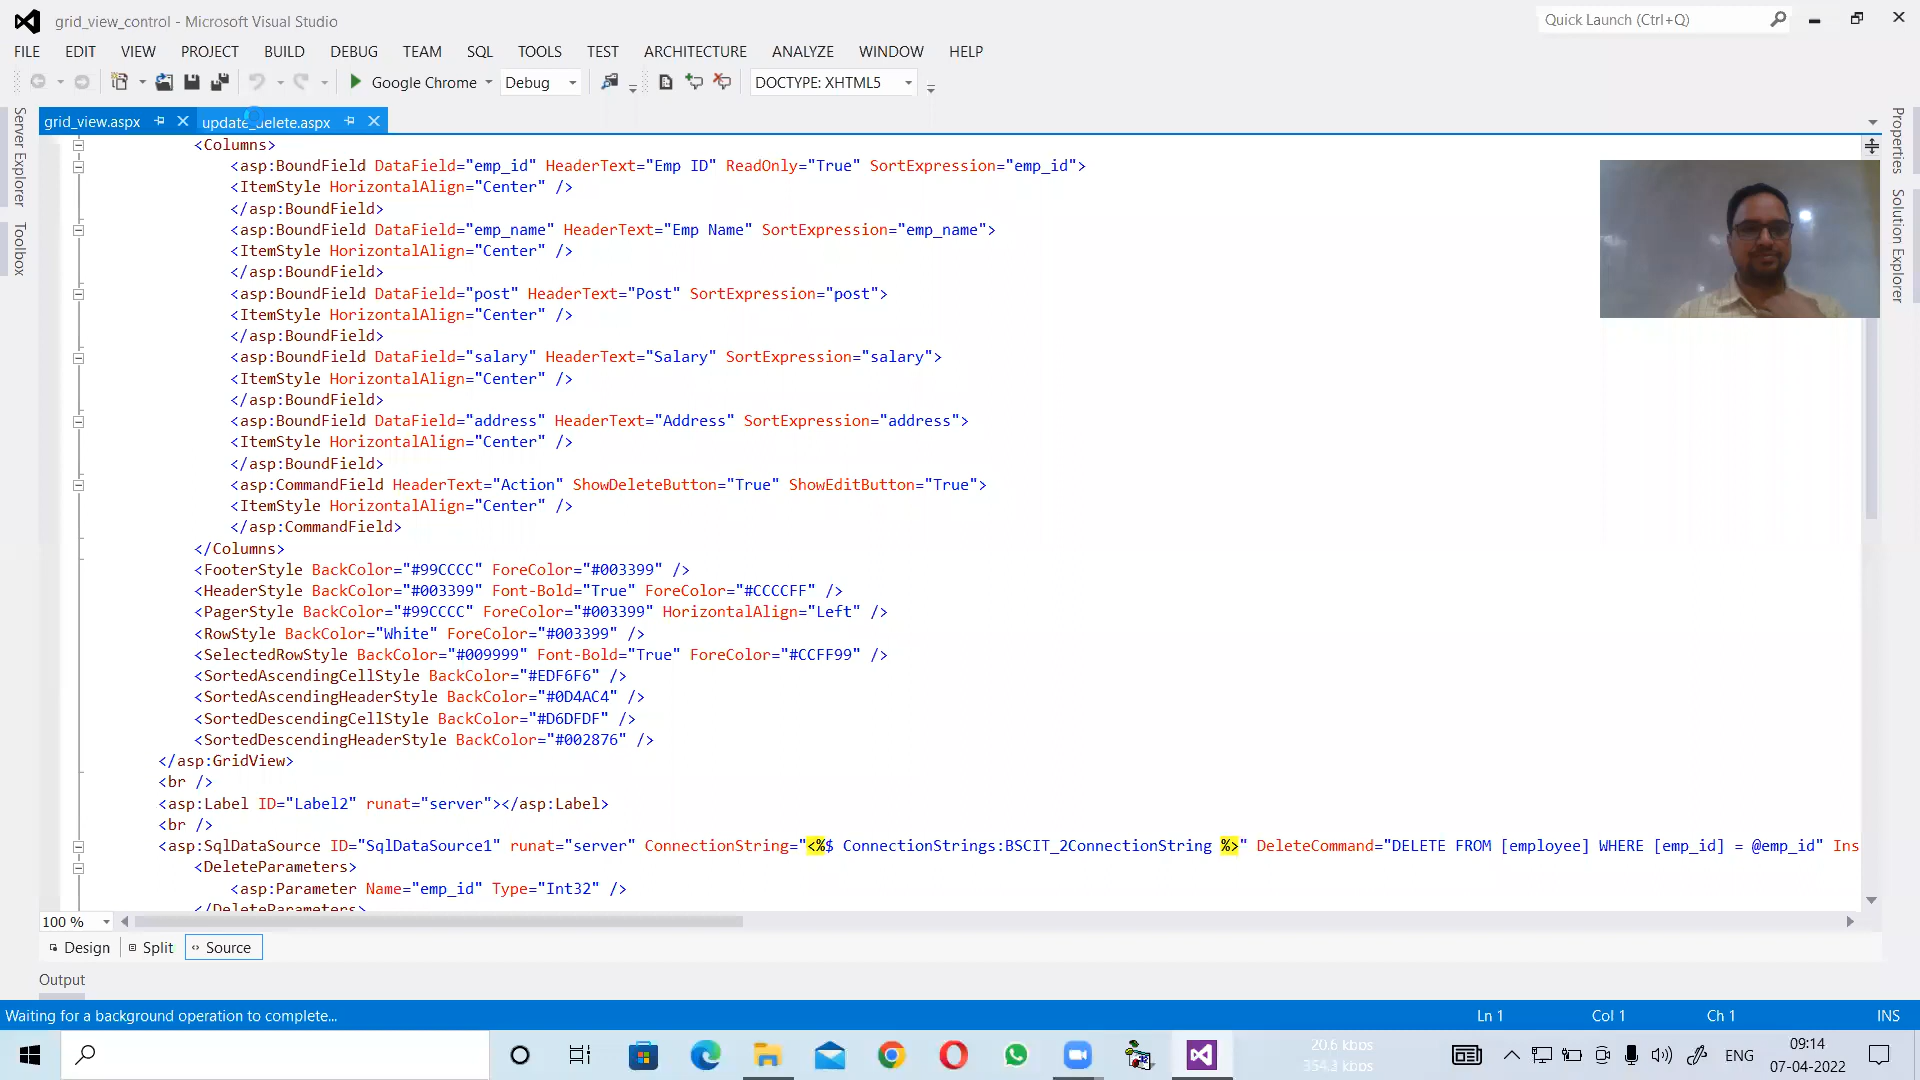 grid_view_control - Microsoft Visual Studio
Quick Launch (Ctrl+Q)
FILE EDIT VIEW PROJECT BUILD DEBUG TEAM SQL TOOLS TEST ARCHITECTURE ANALYZE WINDOW HELP
Google Chrome Debug DOCTYPE: XHTML5
grid_view.aspx update_delete.aspx
Server Explorer
Toolbox
Properties
Solution Explorer
<Columns>
<asp:BoundField DataField="emp_id" HeaderText="Emp ID" ReadOnly="True" SortExpression="emp_id">
<ItemStyle HorizontalAlign="Center" />
</asp:BoundField>
<asp:BoundField DataField="emp_name" HeaderText="Emp Name" SortExpression="emp_name">
<ItemStyle HorizontalAlign="Center" />
</asp:BoundField>
<asp:BoundField DataField="post" HeaderText="Post" SortExpression="post">
<ItemStyle HorizontalAlign="Center" />
</asp:BoundField>
<asp:BoundField DataField="salary" HeaderText="Salary" SortExpression="salary">
<ItemStyle HorizontalAlign="Center" />
</asp:BoundField>
<asp:BoundField DataField="address" HeaderText="Address" SortExpression="address">
<ItemStyle HorizontalAlign="Center" />
</asp:BoundField>
<asp:CommandField HeaderText="Action" ShowDeleteButton="True" ShowEditButton="True">
<ItemStyle HorizontalAlign="Center" />
</asp:CommandField>
</Columns>
<FooterStyle BackColor="#99CCCC" ForeColor="#003399" />
<HeaderStyle BackColor="#003399" Font-Bold="True" ForeColor="#CCCCFF" />
<PagerStyle BackColor="#99CCCC" ForeColor="#003399" HorizontalAlign="Left" />
<RowStyle BackColor="White" ForeColor="#003399" />
<SelectedRowStyle BackColor="#009999" Font-Bold="True" ForeColor="#CCFF99" />
<SortedAscendingCellStyle BackColor="#EDF6F6" />
<SortedAscendingHeaderStyle BackColor="#0D4AC4" />
<SortedDescendingCellStyle BackColor="#D6DFDF" />
<SortedDescendingHeaderStyle BackColor="#002876" />
</asp:GridView>
<br />
<asp:Label ID="Label2" runat="server"></asp:Label>
<br />
<asp:SqlDataSource ID="SqlDataSource1" runat="server" ConnectionString="<%$ ConnectionStrings:BSCIT_2ConnectionString %>" DeleteCommand="DELETE FROM [employee] WHERE [emp_id] = @emp_id" Ins
<DeleteParameters>
<asp:Parameter Name="emp_id" Type="Int32" />
</DeleteParameters>
100 %
Design Split Source
Output
Waiting for a background operation to complete... Ln 1 Col 1 Ch 1 INS
20.6 kbps
354.3 kbps
ENG
09:14
07-04-2022